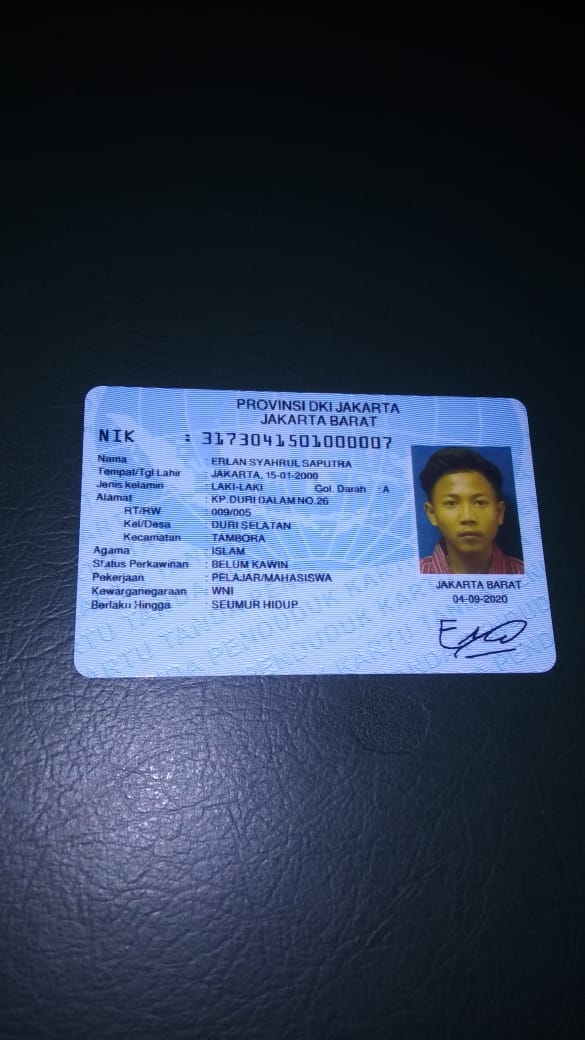 PROVINSI DKI JAKARTA
JAKARTA BARAT
NIK : 3173041501000007
Nama : ERLAN SYAHRUL SAPUTRA
Tempat/Tgl Lahir : JAKARTA, 15-01-2000
Jenis kelamin : LAKI-LAKI Gol. Darah : A
Alamat : KP. DURI DALAM NO.26
RT/RW : 009/005
Kel/Desa : DURI SELATAN
Kecamatan : TAMBORA
Agama : ISLAM
Status Perkawinan : BELUM KAWIN
Pekerjaan : PELAJAR/MAHASISWA
Kewarganegaraan : WNI
Berlaku Hingga : SEUMUR HIDUP
JAKARTA BARAT
04-09-2020